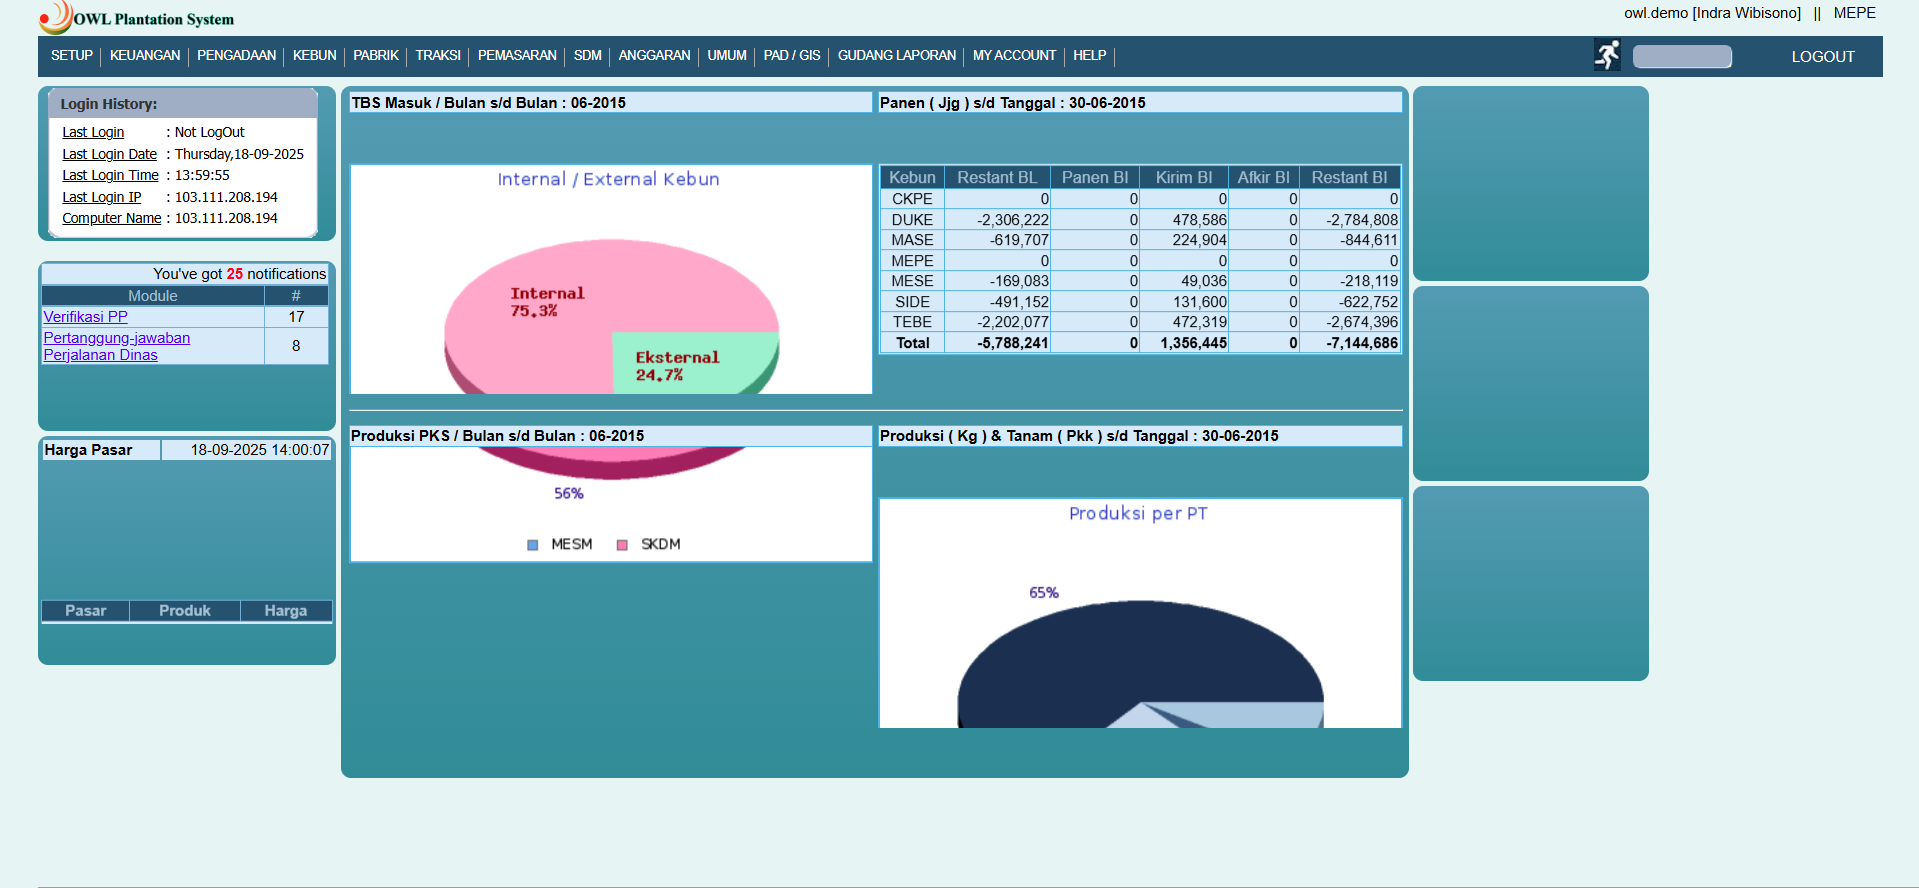 OWL Plantation System
owl.demo [Indra Wibisono] || MEPE
SETUP KEUANGAN PENGADAAN KEBUN PABRIK TRAKSI PEMASARAN SDM ANGGARAN UMUM PAD / GIS GUDANG LAPORAN MY ACCOUNT HELP LOGOUT
Login History:
Last Login : Not LogOut
Last Login Date : Thursday,18-09-2025
Last Login Time : 13:59:55
Last Login IP : 103.111.208.194
Computer Name : 103.111.208.194
You've got 25 notifications
Module #
Verifikasi PP 17
Pertanggung-jawaban
Perjalanan Dinas 8
Harga Pasar 18-09-2025 14:00:07
Pasar Produk Harga
TBS Masuk / Bulan s/d Bulan : 06-2015
Internal / External Kebun
Internal
75.3%
Eksternal
24.7%
Panen ( Jjg ) s/d Tanggal : 30-06-2015
Kebun Restant BL Panen BI Kirim BI Afkir BI Restant BI
CKPE 0 0 0 0 0
DUKE -2,306,222 0 478,586 0 -2,784,808
MASE -619,707 0 224,904 0 -844,611
MEPE 0 0 0 0 0
MESE -169,083 0 49,036 0 -218,119
SIDE -491,152 0 131,600 0 -622,752
TEBE -2,202,077 0 472,319 0 -2,674,396
Total -5,788,241 0 1,356,445 0 -7,144,686
Produksi PKS / Bulan s/d Bulan : 06-2015
56%
MESM SKDM
Produksi ( Kg ) & Tanam ( Pkk ) s/d Tanggal : 30-06-2015
Produksi per PT
65%